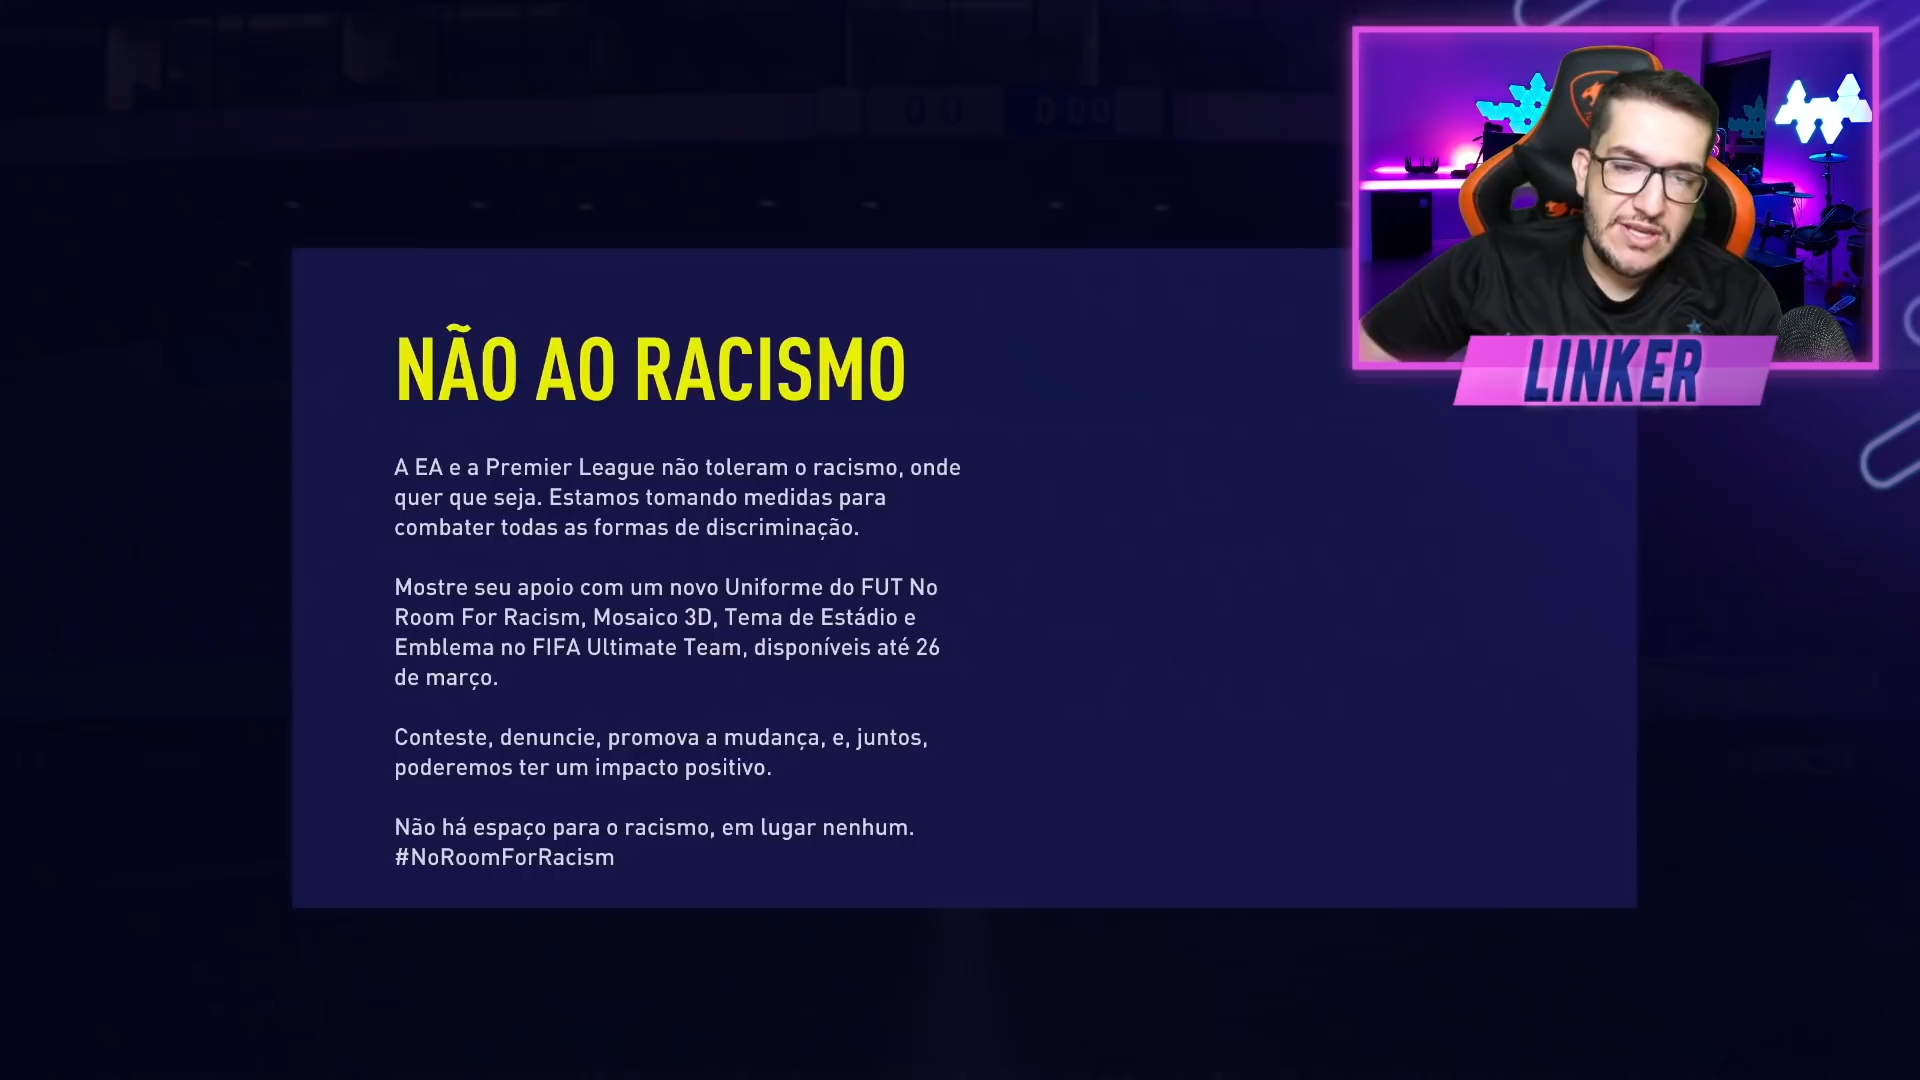 LINKER
NÃO AO RACISMO
A EA e a Premier League não toleram o racismo, onde
quer que seja. Estamos tomando medidas para
combater todas as formas de discriminação.
Mostre seu apoio com um novo Uniforme do FUT No
Room For Racism, Mosaico 3D, Tema de Estádio e
Emblema no FIFA Ultimate Team, disponíveis até 26
de março.
Conteste, denuncie, promova a mudança, e, juntos,
poderemos ter um impacto positivo.
Não há espaço para o racismo, em lugar nenhum.
#NoRoomForRacism